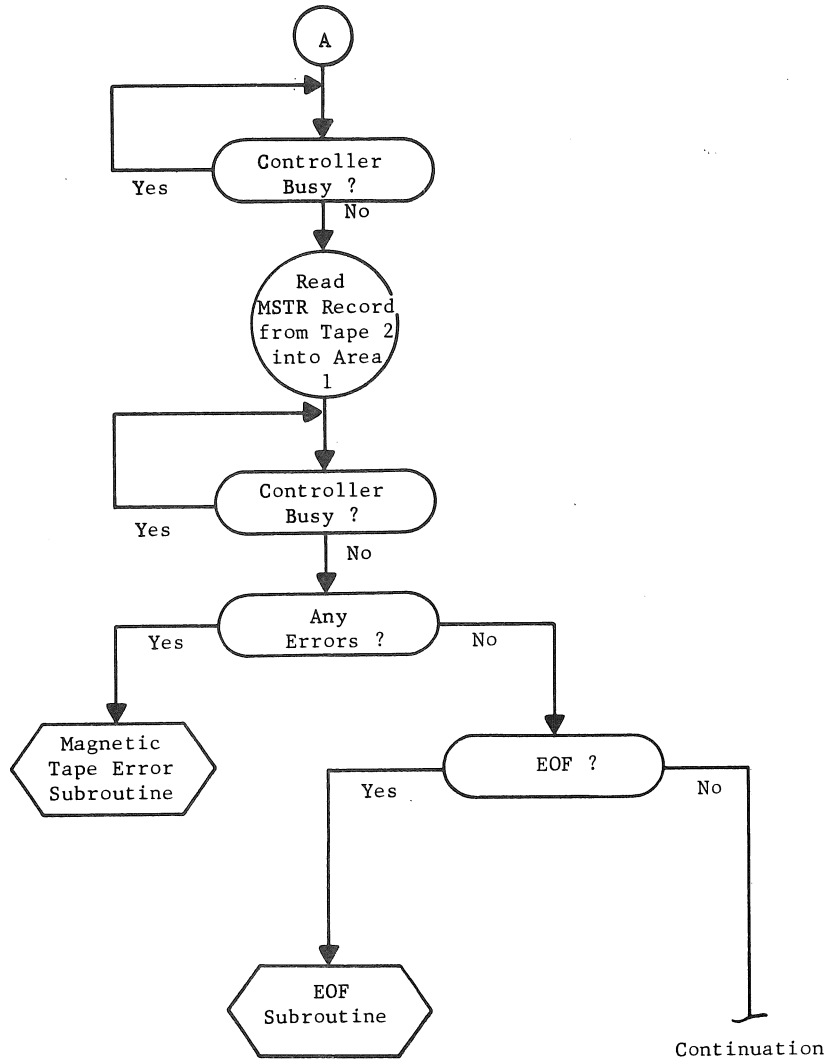 A
Controller
Busy ?
Yes
No
Read
MSTR Record
from Tape 2
into Area
1
Controller
Busy ?
Yes
No
Any
Errors ?
Yes
No
Magnetic
Tape Error
Subroutine
EOF ?
Yes
No
EOF
Subroutine
Continuation